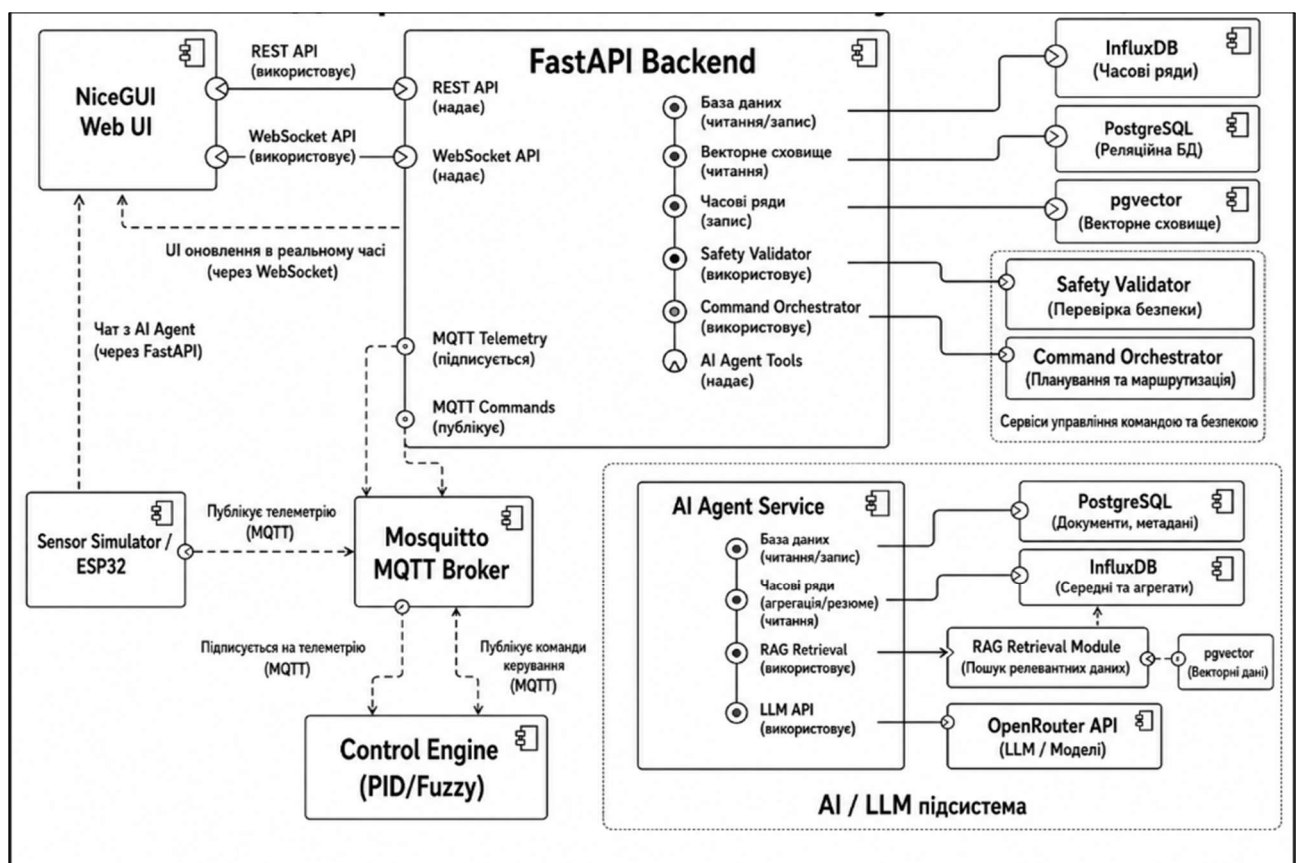 NiceGUI
Web UI
REST API
(використовує)
WebSocket API
(використовує)
FastAPI Backend
REST API
(надає)
WebSocket API
(надає)
База даних
(читання/запис)
Векторне сховище
(читання)
Часові ряди
(запис)
Safety Validator
(використовує)
Command Orchestrator
(використовує)
AI Agent Tools
(надає)
MQTT Telemetry
(підписується)
MQTT Commands
(публікує)
InfluxDB
(Часові ряди)
PostgreSQL
(Реляційна БД)
pgvector
(Векторне сховище)
Safety Validator
(Перевірка безпеки)
Command Orchestrator
(Планування та маршрутизація)
Сервіси управління командою та безпекою
UI оновлення в реальному часі
(через WebSocket)
Чат з AI Agent
(через FastAPI)
Sensor Simulator /
ESP32
Публікує телеметрію
(MQTT)
Mosquitto
MQTT Broker
Підписується на телеметрію
(MQTT)
Публікує команди
керування
(MQTT)
Control Engine
(PID/Fuzzy)
AI Agent Service
База даних
(читання/запис)
Часові ряди
(агрегація/резюме)
(читання)
RAG Retrieval
(використовує)
LLM API
(використовує)
PostgreSQL
(Документи, метадані)
InfluxDB
(Середні та агрегати)
RAG Retrieval Module
(Пошук релевантних даних)
pgvector
(Векторні дані)
OpenRouter API
(LLM / Моделі)
AI / LLM підсистема